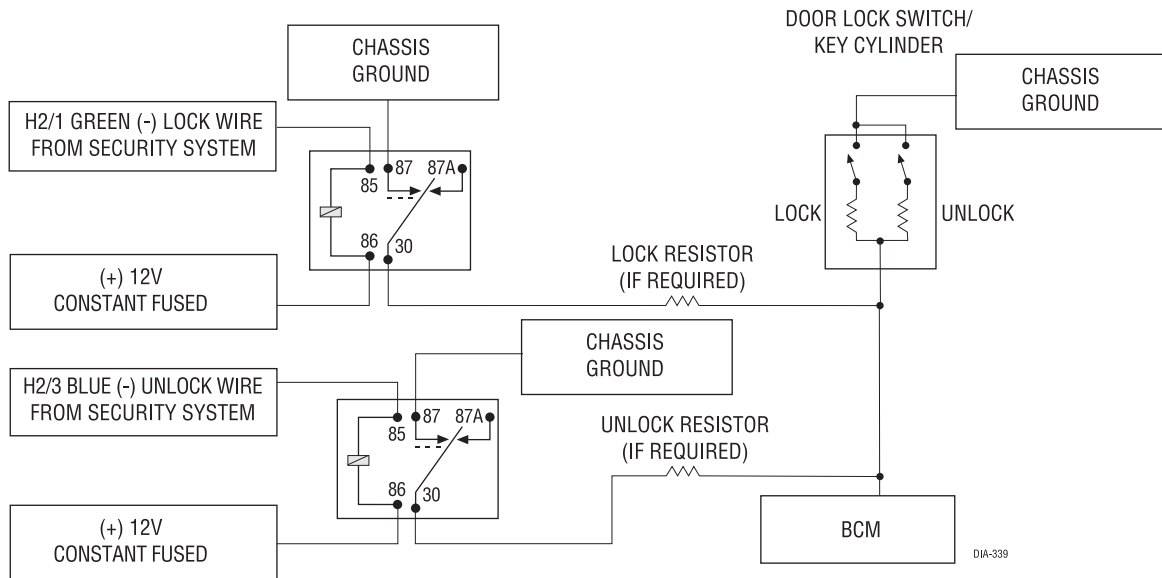 DOOR LOCK SWITCH/
KEY CYLINDER
CHASSIS
GROUND
CHASSIS
GROUND
H2/1 GREEN (-) LOCK WIRE
FROM SECURITY SYSTEM
87 87A
85
86 30
(+) 12V
CONSTANT FUSED
LOCK UNLOCK
LOCK RESISTOR
(IF REQUIRED)
CHASSIS
GROUND
H2/3 BLUE (-) UNLOCK WIRE
FROM SECURITY SYSTEM
87 87A
85
86 30
UNLOCK RESISTOR
(IF REQUIRED)
(+) 12V
CONSTANT FUSED
BCM
DIA-339